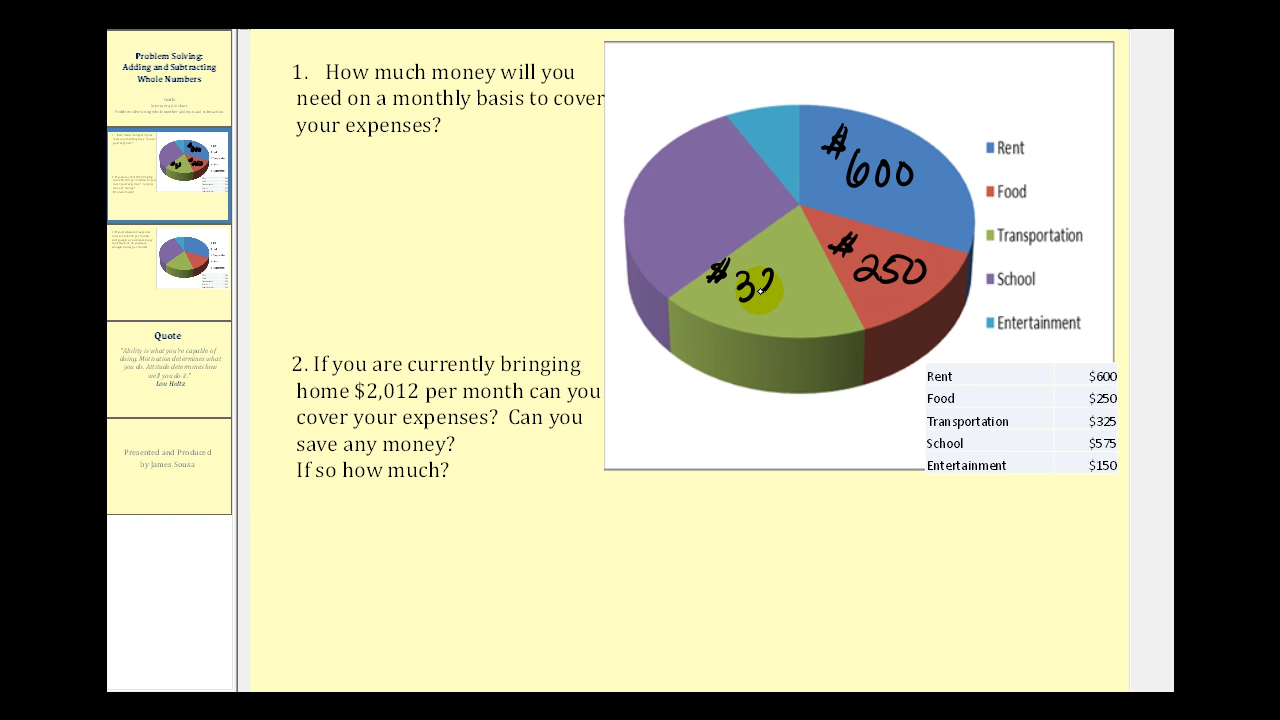 Problem Solving:
Adding and Subtracting
Whole Numbers
Goals
Quote
"Ability is what you're capable of
doing. Motivation determines what
you do. Attitude determines how
well you do it."
Lou Holtz
Presented and Produced
by James Sousa
1. How much money will you
need on a monthly basis to cover
your expenses?
2. If you are currently bringing
home $2,012 per month can you
cover your expenses? Can you
save any money?
If so how much?
$600
$250
$32
Rent
Food
Transportation
School
Entertainment
Rent $600
Food $250
Transportation $325
School $575
Entertainment $150